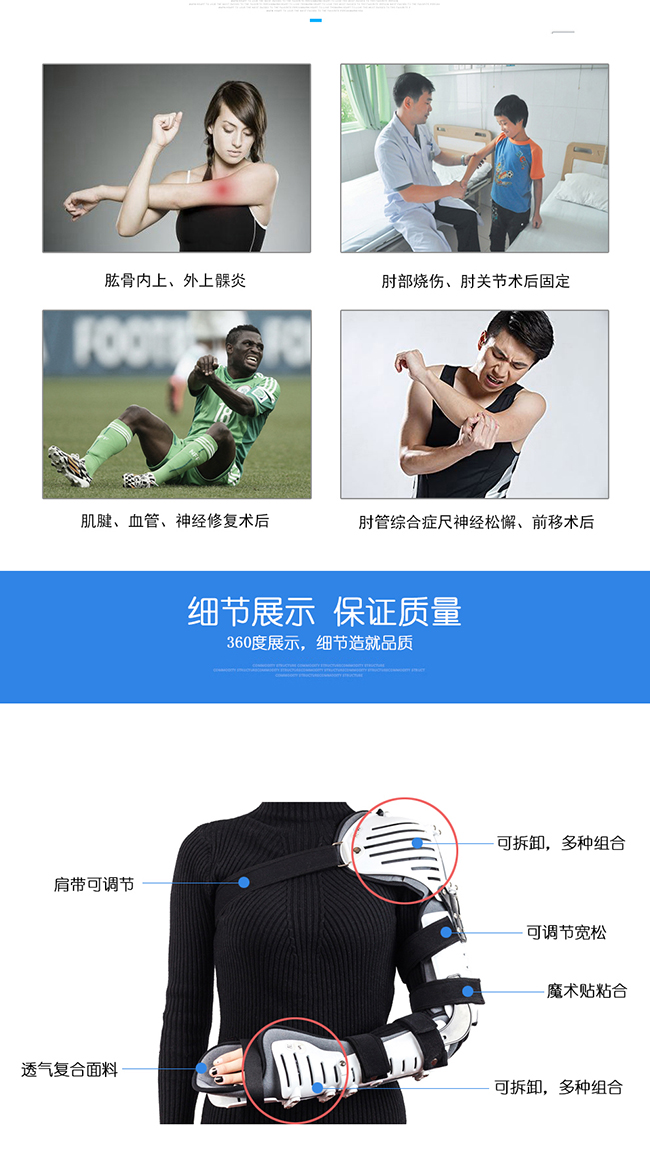 肱骨内上、外上髁炎
肘部烧伤、肘关节术后固定
FOOT
18
肌腱、血管、神经修复术后
肘管综合症尺神经松懈、前移术后
细节展示 保证质量
360度展示，细节造就品质
可拆卸，多种组合
肩带可调节
可调节宽松
魔术贴粘合
透气复合面料
可拆卸，多种组合